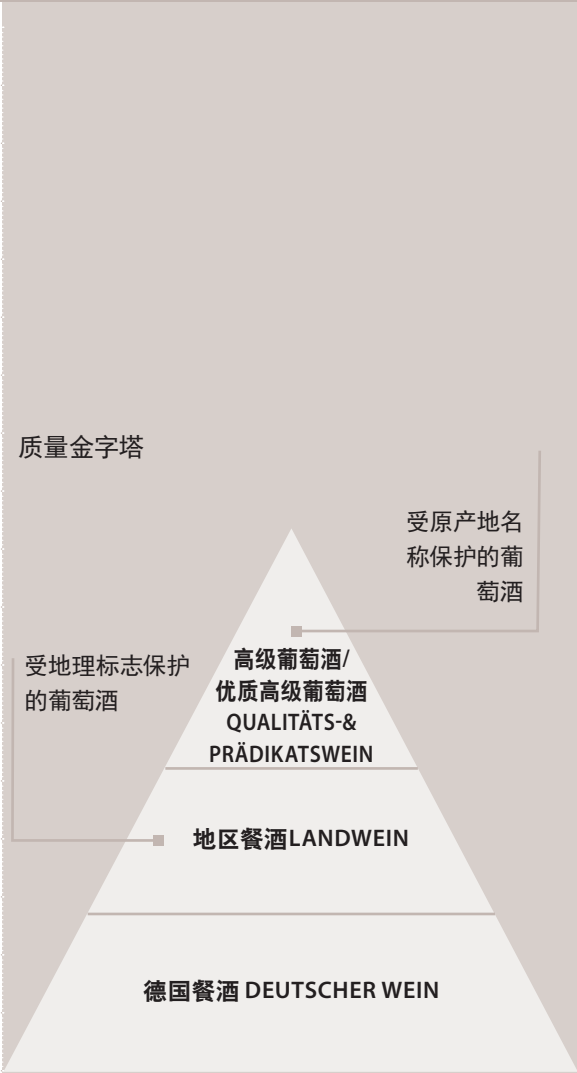 质量金字塔
受原产地名
称保护的葡
萄酒
受地理标志保护
的葡萄酒
高级葡萄酒/
优质高级葡萄酒
QUALITÄTS-&
PRÄDIKATSWEIN
地区餐酒LANDWEIN
德国餐酒 DEUTSCHER WEIN